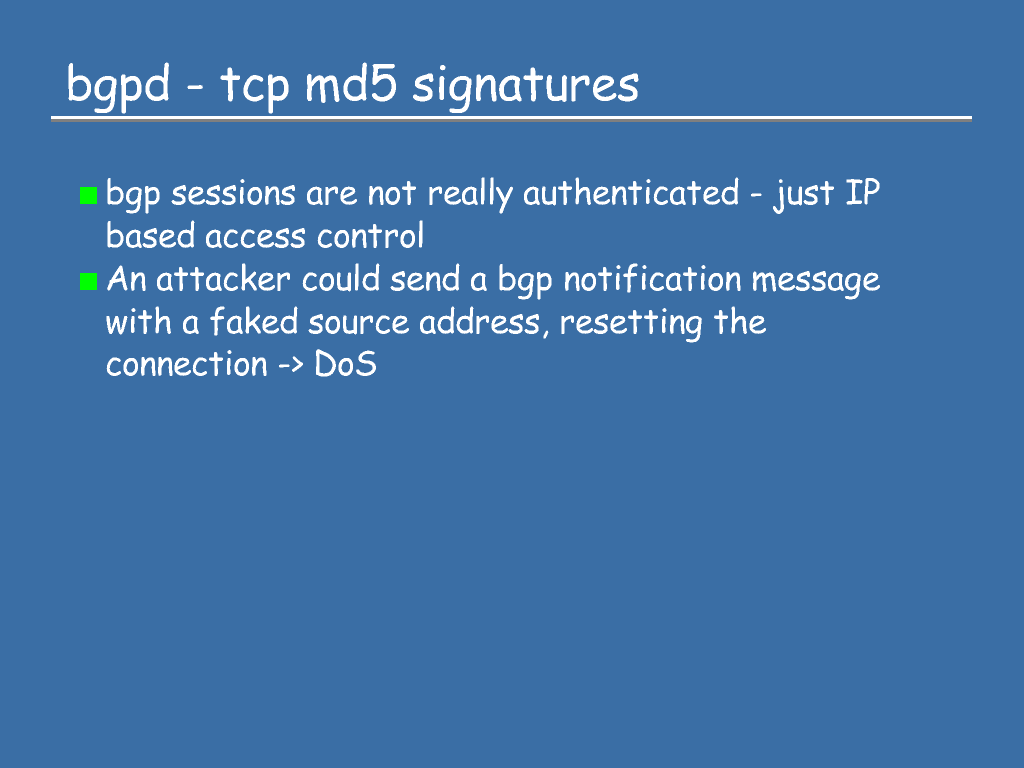 bgpd - tcp md5 signatures
bgp sessions are not really authenticated - just IP
based access control
An attacker could send a bgp notification message
with a faked source address, resetting the
connection -> DoS